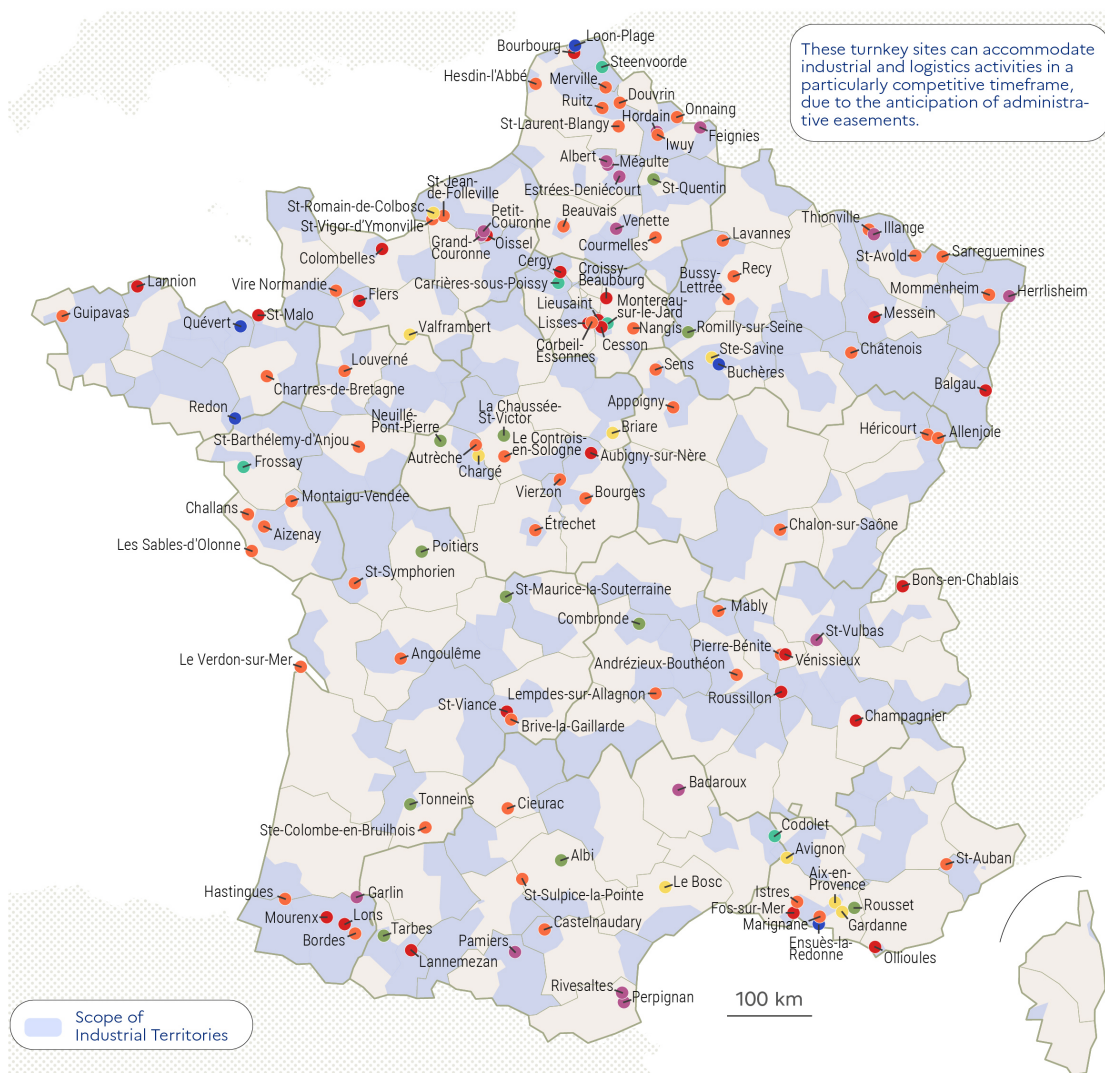 These turnkey sites can accommodate
industrial and logistics activities in a
particularly competitive timeframe,
due to the anticipation of administra-
tive easements.
Loon-Plage
Bourbourg
Steenvoorde
Hesdin-l'Abbé
Merville
Douvrin
Ruitz
Hordain
Onnaing
St-Laurent-Blangy
Feignies
Iwuy
Albert
Méaulte
Estrées-Deniécourt
St-Quentin
St-Jean-
de-Folleville
St-Romain-de-Colbosc
St-Vigor-d'Ymonville
Petit-
Couronne
Grand-
Couronne
Oissel
Beauvais
Venette
Courmelles
Lavannes
Thionville
Illange
St-Avold
Sarreguemines
Colombelles
Cergy
Croissy-
Beaubourg
Carrières-sous-Poissy
Bussy-
Lettrée
Recy
Mommenheim
Herrlisheim
Lannion
Vire Normandie
Flers
Guipavas
Quévert
St-Malo
Lieusaint
Montereau-
sur-le-Jard
Lisses
Nangis
Romilly-sur-Seine
Messein
Corbeil-
Essonnes
Cesson
Valframbert
Ste-Savine
Buchères
Châtenois
Louverné
Chartres-de-Bretagne
Sens
Balgau
Redon
Neuillé-
Pont-Pierre
La Chaussée-
St-Victor
Appoigny
Briare
Héricourt
Allenjoie
St-Barthélemy-d'Anjou
Le Controis-
en-Sologne
Autrèche
Chargé
Aubigny-sur-Nère
Frossay
Vierzon
Bourges
Montaigu-Vendée
Challans
Aizenay
Étrechet
Chalon-sur-Saône
Les Sables-d'Olonne
Poitiers
St-Symphorien
St-Maurice-la-Souterraine
Bons-en-Chablais
Combronde
Mably
St-Vulbas
Le Verdon-sur-Mer
Angoulême
Pierre-Bénite
Vénissieux
Andrézieux-Bouthéon
Lempdes-sur-Allagnon
Roussillon
St-Viance
Brive-la-Gaillarde
Champagnier
Badaroux
Tonneins
Cieurac
Ste-Colombe-en-Bruilhois
Codolet
Avignon
Albi
St-Auban
Aix-en-
Provence
Hastingues
Garlin
St-Sulpice-la-Pointe
Le Bosc
Istres
Rousset
Fos-sur-Mer
Gardanne
Marignane
Mourenx
Lons
Bordes
Tarbes
Castelnaudary
Pamiers
Ensuès-la-
Redonne
Ollioules
Lannemezan
Rivesaltes
Perpignan
100 km
Scope of
Industrial Territories